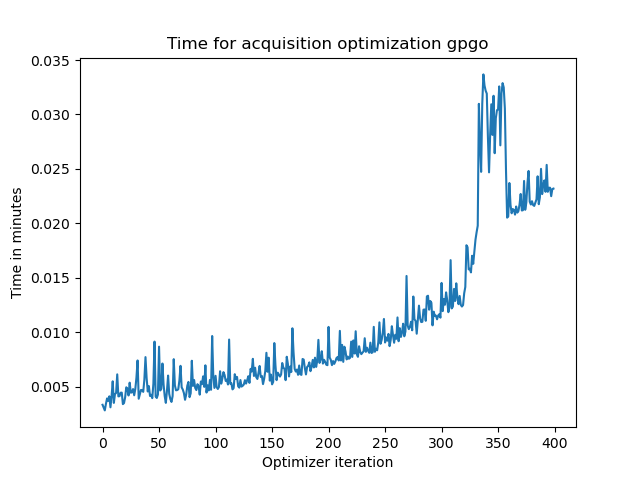 Time for acquisition optimization gpgo
0.035
0.030
0.025
0.020
0.015
0.010
0.005
Time in minutes
0 50 100 150 200 250 300 350 400
Optimizer iteration